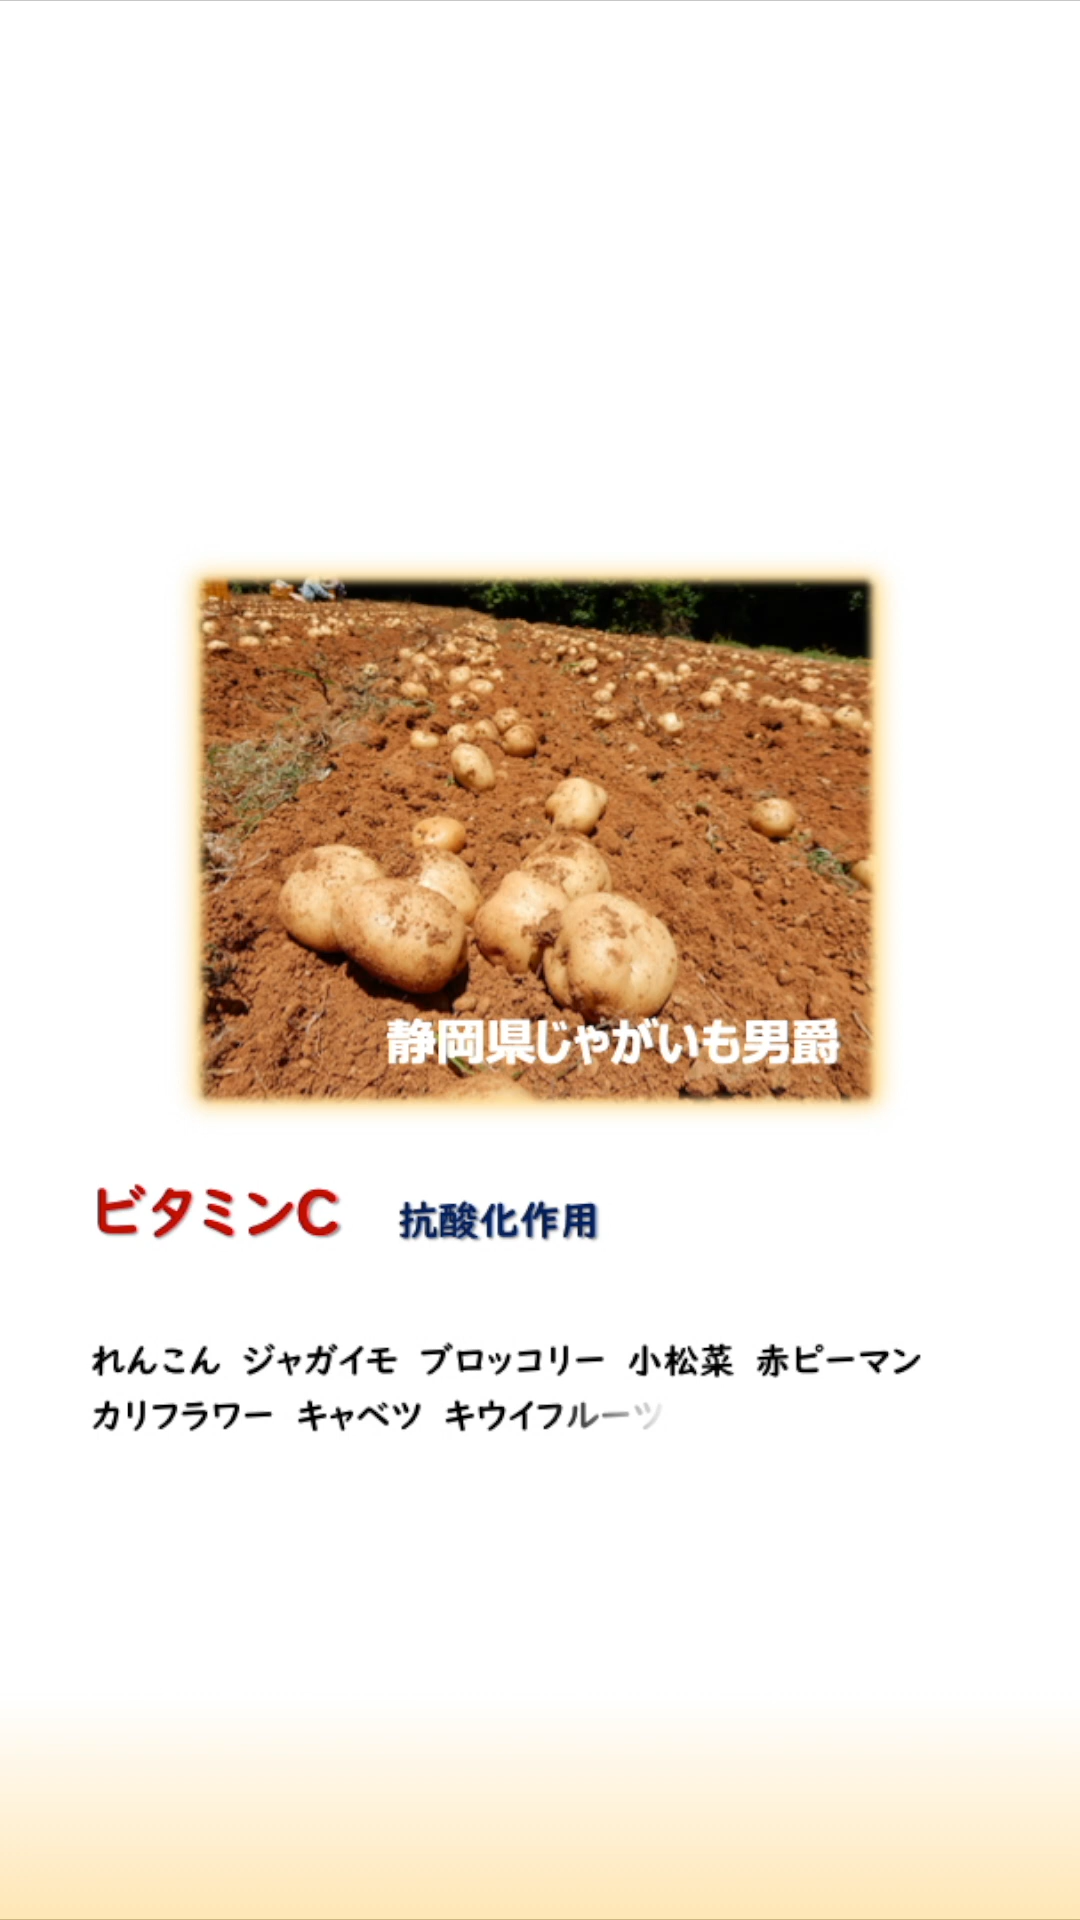 静岡県じゃがいも男爵
ビタミンC 抗酸化作用
れんこん ジャガイモ ブロッコリー 小松菜 赤ピーマン
カリフラワー キャベツ キウイフルーツ